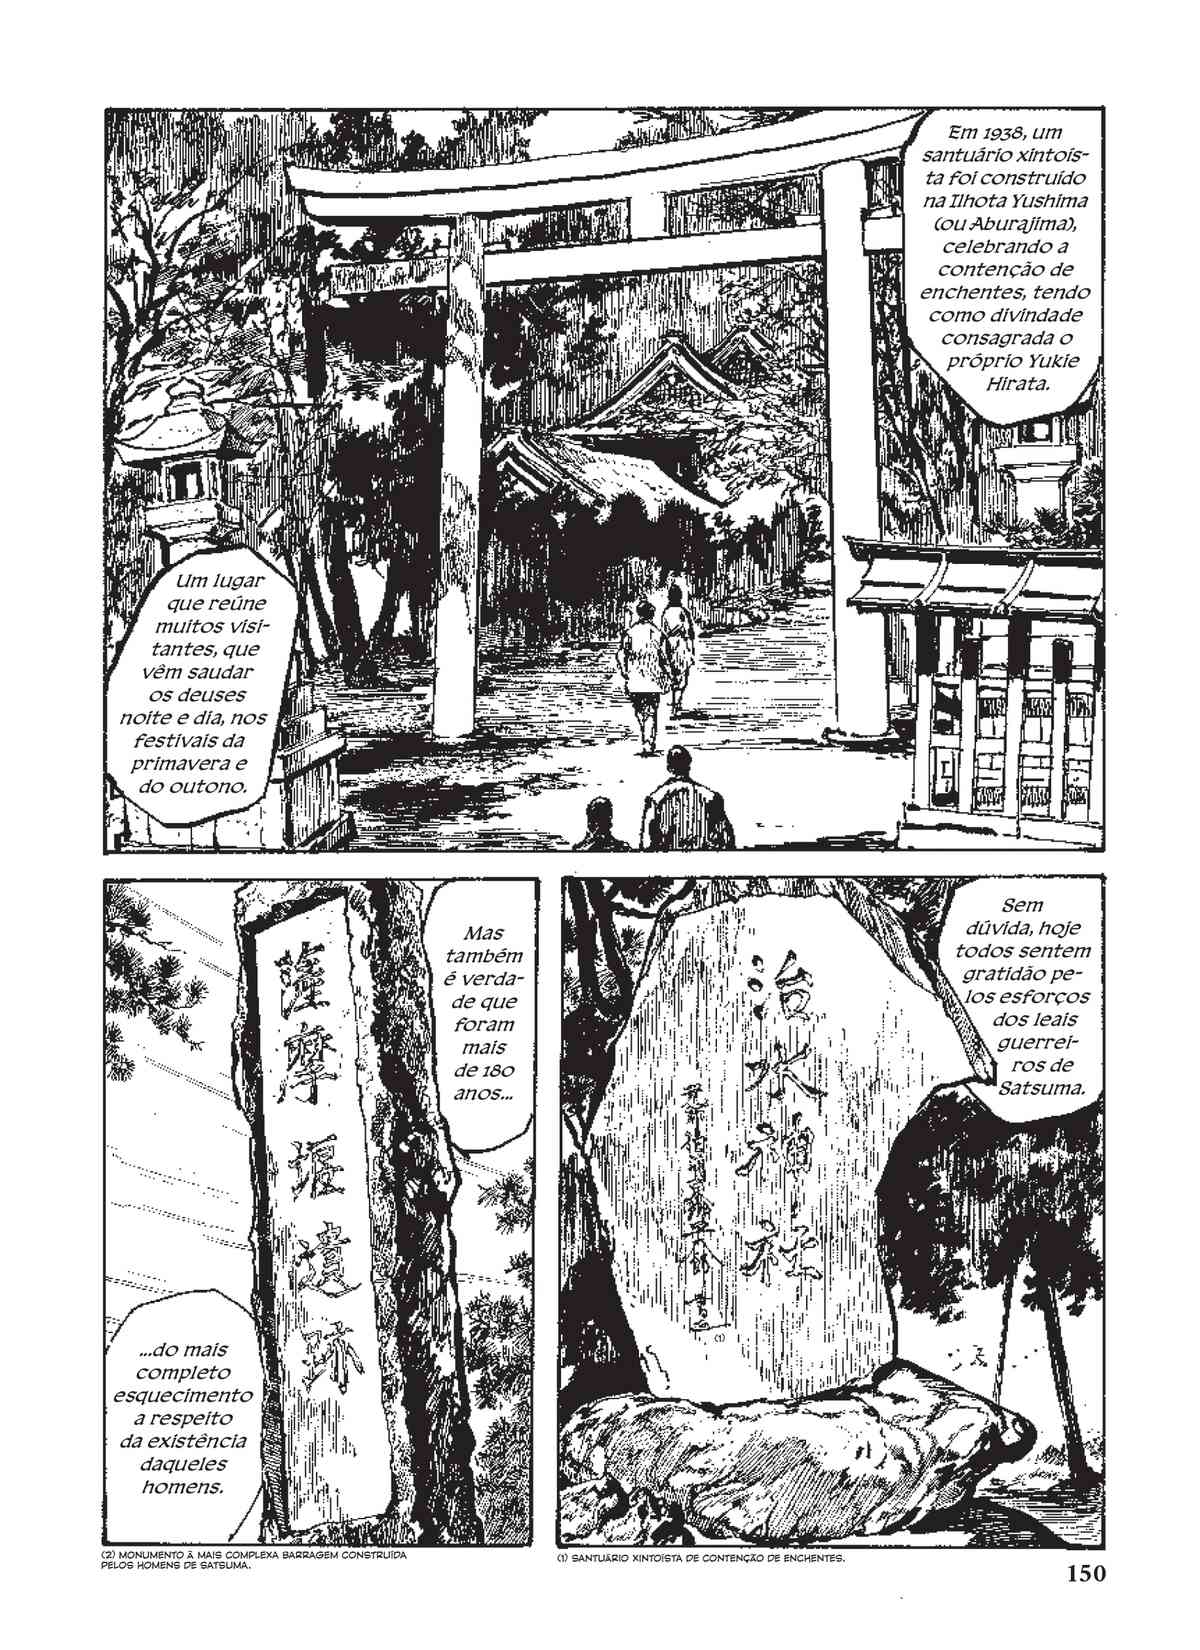 Em 1938, um
santuário xintoís-
ta foi construído
na Ilhota Yushima
(ou Aburajima),
celebrando a
contenção de
enchentes, tendo
como divindade
consagrada o
próprio Yukie
Hirata.
Um lugar
que reúne
muitos visi-
tantes, que
vêm saudar
os deuses
noite e dia, nos
festivais da
primavera e
do outono.
Sem
dúvida, hoje
todos sentem
gratidão pe-
los esforços
dos leais
guerrei-
ros de
Satsuma.
治水神社
(1)
Mas
também
é verda-
de que
foram
mais
de 180
anos...
薩摩堰遺跡
...do mais
completo
esquecimento
a respeito
da existência
daqueles
homens.
(2) MONUMENTO À MAIS COMPLEXA BARRAGEM CONSTRUÍDA
PELOS HOMENS DE SATSUMA.
(1) SANTUÁRIO XINTOÍSTA DE CONTENÇÃO DE ENCHENTES.
150